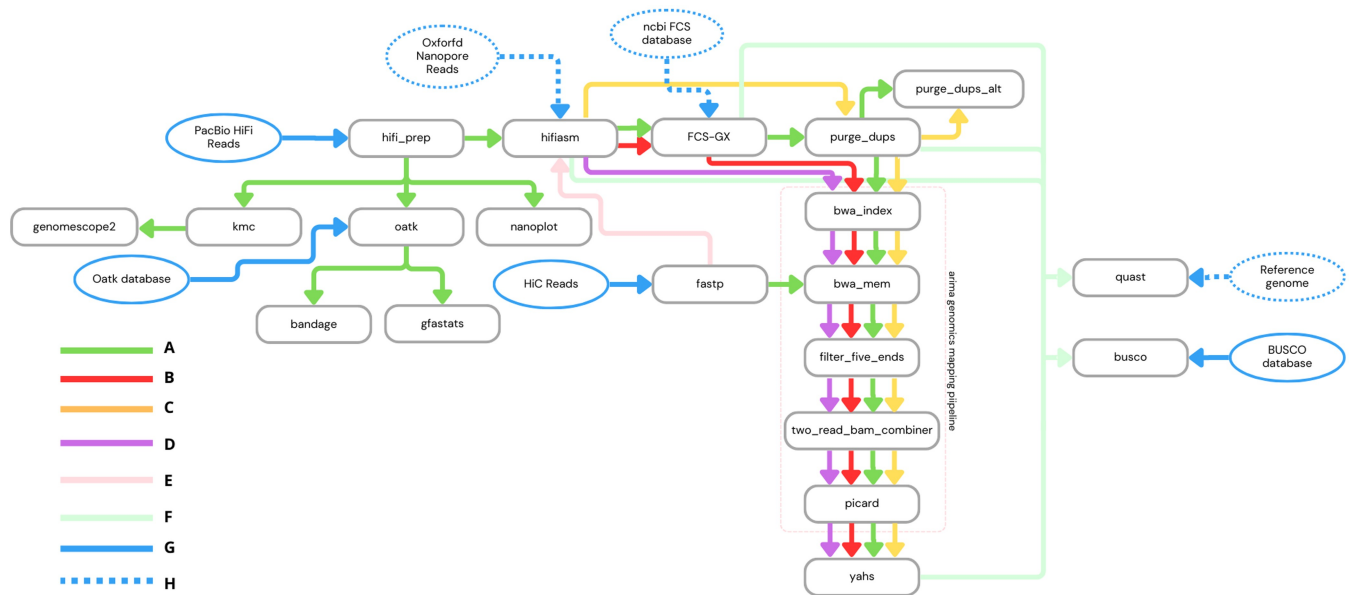 Oxforfd
Nanopore
Reads
ncbi FCS
database
purge_dups_alt
PacBio HiFi
Reads
hifi_prep
hifiasm
FCS-GX
purge_dups
genomescope2
kmc
oatk
nanoplot
bwa_index
Oatk database
HiC Reads
fastp
bwa_mem
quast
Reference
genome
bandage
gfastats
filter_five_ends
arima genomics mapping piipeline
busco
BUSCO
database
two_read_bam_combiner
picard
yahs
A
B
C
D
E
F
G
H